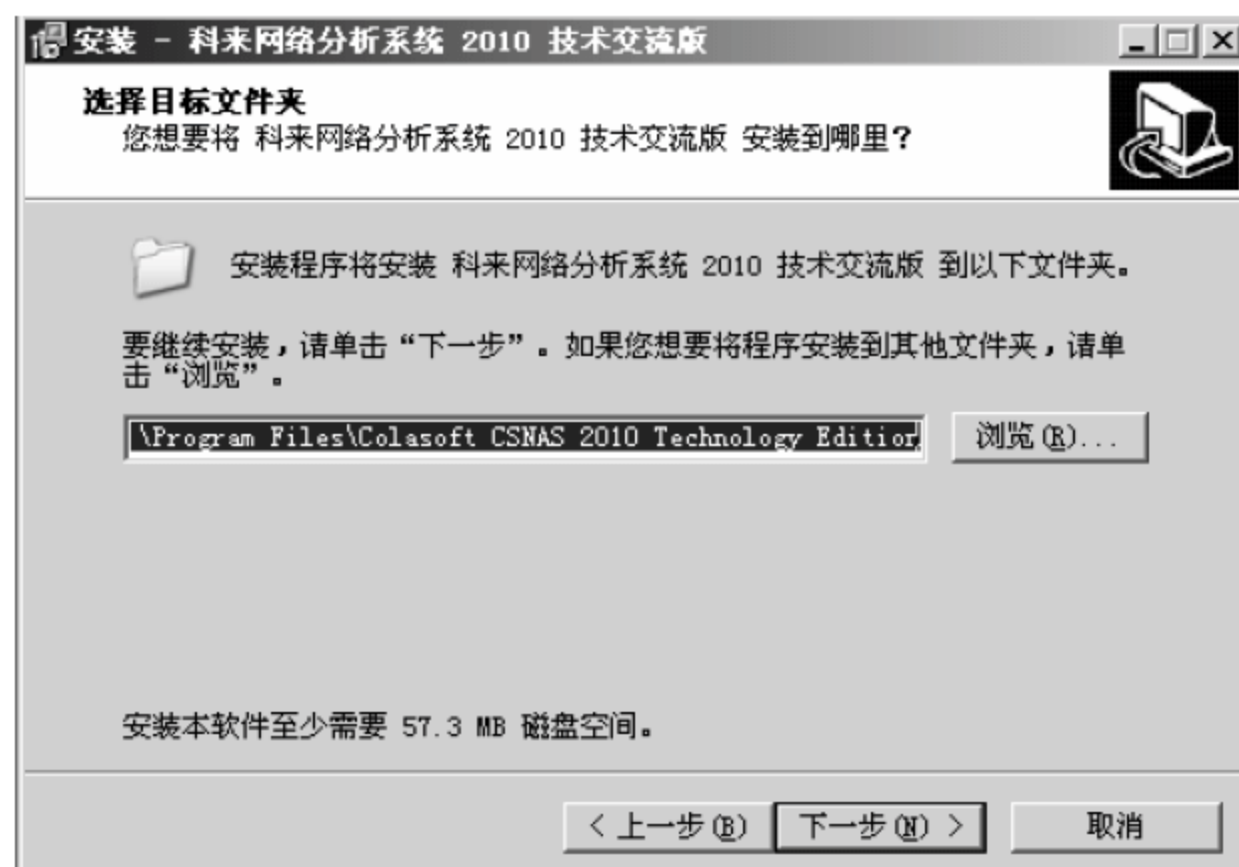 安装 - 科来网络分析系统 2010 技术交流版
选择目标文件夹
您想要将 科来网络分析系统 2010 技术交流版 安装到哪里?
安装程序将安装 科来网络分析系统 2010 技术交流版 到以下文件夹。
要继续安装，请单击“下一步”。如果您想要将程序安装到其他文件夹，请单
击“浏览”。
\Program Files\Colasoft CSNAS 2010 Technology Edition
浏览(R)...
安装本软件至少需要 57.3 MB 磁盘空间。
< 上一步(B)
下一步(N) >
取消